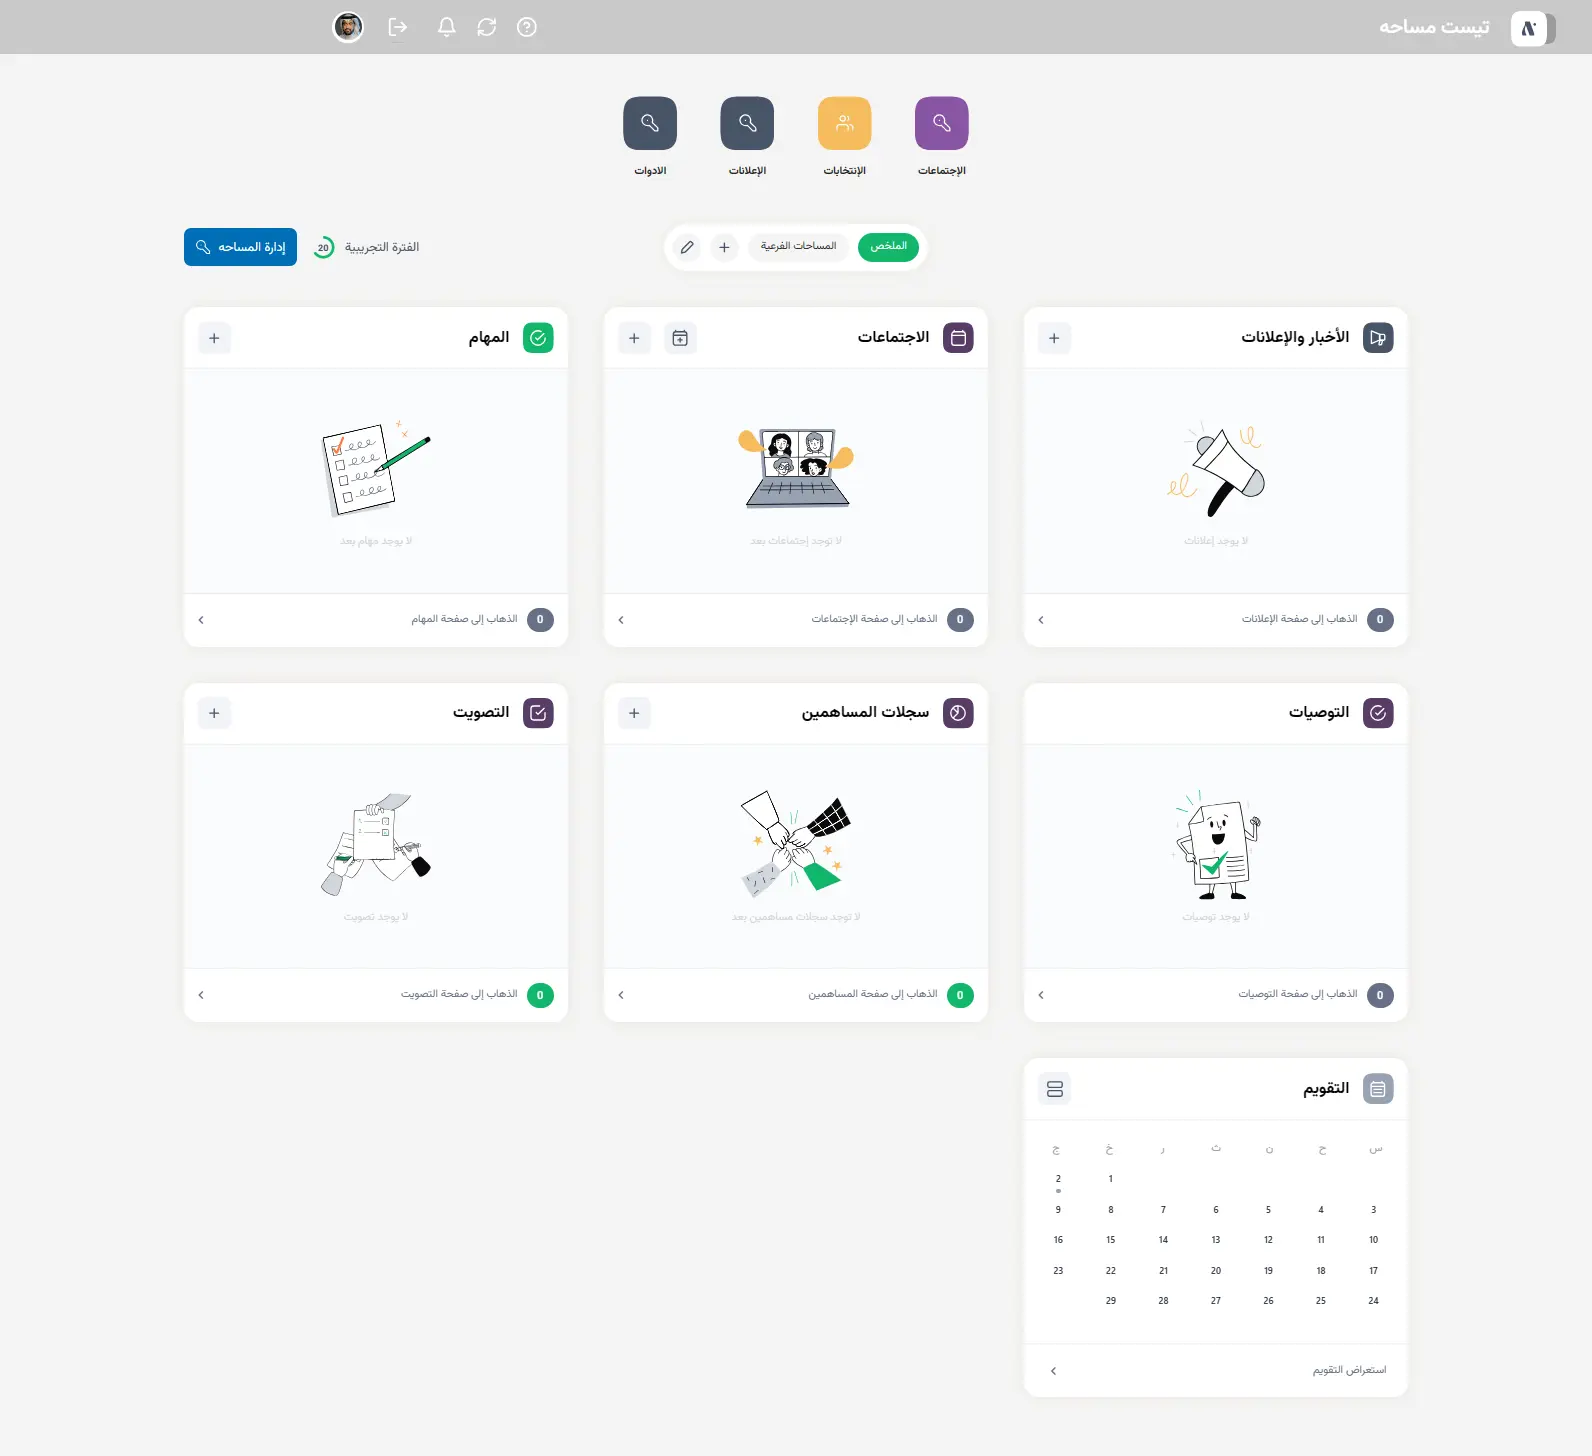 تيست مساحه
الإجتماعات
الإنتخابات
الإعلانات
الادوات
الملخص
المساحات الفرعية
الفترة التجريبية
20
إدارة المساحه
الأخبار والإعلانات
لا يوجد إعلانات
0
الذهاب إلى صفحة الإعلانات
الاجتماعات
لا توجد إجتماعات بعد
0
الذهاب إلى صفحة الإجتماعات
المهام
لا يوجد مهام بعد
0
الذهاب إلى صفحة المهام
التوصيات
لا يوجد توصيات
0
الذهاب إلى صفحة التوصيات
سجلات المساهمين
لا توجد سجلات مساهمين بعد
0
الذهاب إلى صفحة المساهمين
التصويت
لا يوجد تصويت
0
الذهاب إلى صفحة التصويت
التقويم
س ح ن ث ر خ ج
1 2
3 4 5 6 7 8 9
10 11 12 13 14 15 16
17 18 19 20 21 22 23
24 25 26 27 28 29
استعراض التقويم